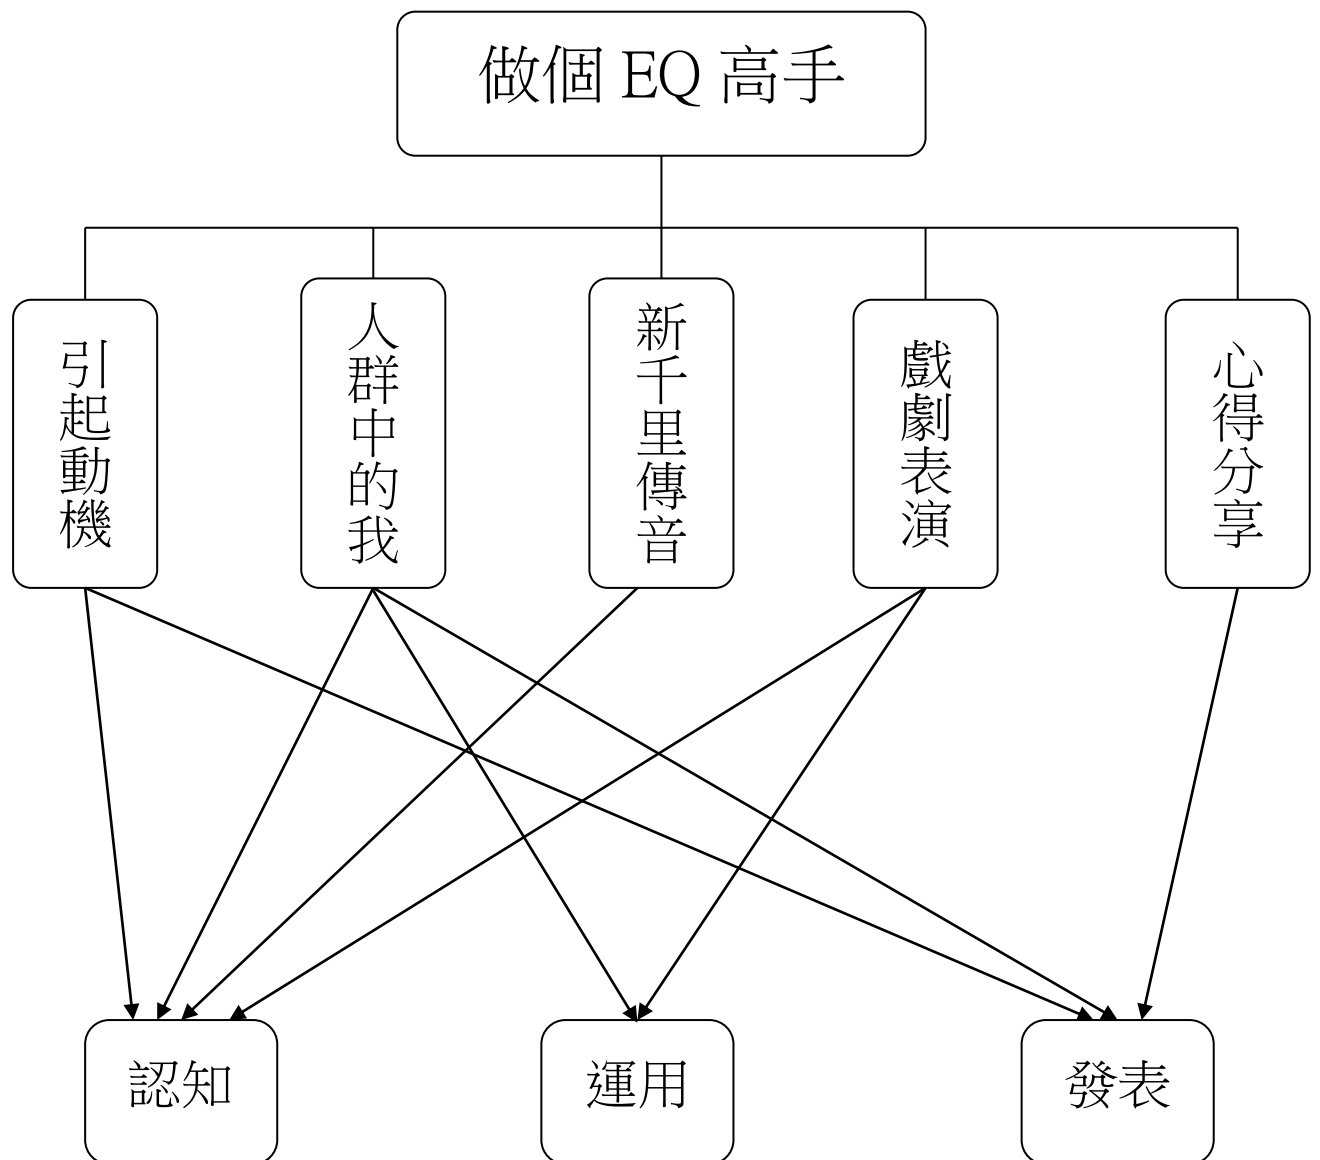 做個 EQ 高手
引起動機
人群中的我
新千里傳音
戲劇表演
心得分享
認知
運用
發表